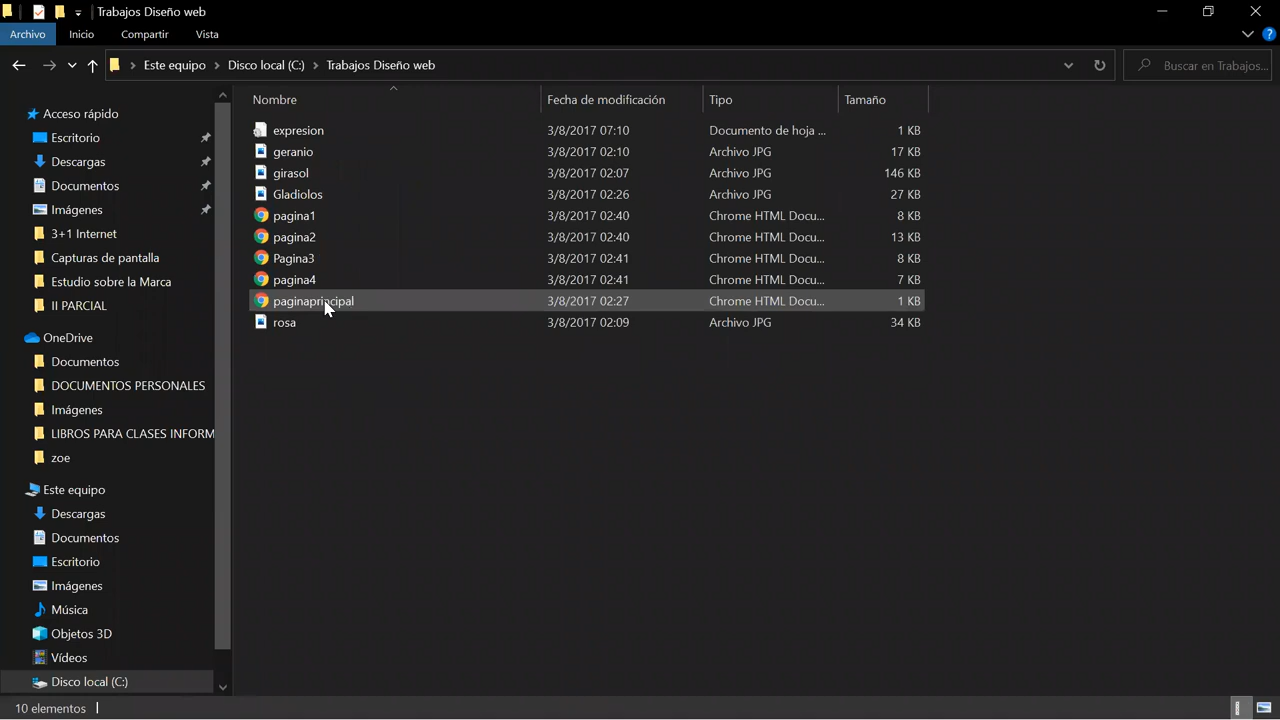 Trabajos Diseño web
Archivo Inicio Compartir Vista
Este equipo Disco local (C:) Trabajos Diseño web Buscar en Trabajos...
Nombre Fecha de modificación Tipo Tamaño
expresion 3/8/2017 07:10 Documento de hoja ... 1 KB
geranio 3/8/2017 02:10 Archivo JPG 17 KB
girasol 3/8/2017 02:07 Archivo JPG 146 KB
Gladiolos 3/8/2017 02:26 Archivo JPG 27 KB
pagina1 3/8/2017 02:40 Chrome HTML Docu... 8 KB
pagina2 3/8/2017 02:40 Chrome HTML Docu... 13 KB
Pagina3 3/8/2017 02:41 Chrome HTML Docu... 8 KB
pagina4 3/8/2017 02:41 Chrome HTML Docu... 7 KB
paginaprincipal 3/8/2017 02:27 Chrome HTML Docu... 1 KB
rosa 3/8/2017 02:09 Archivo JPG 34 KB
Acceso rápido
Escritorio
Descargas
Documentos
Imágenes
3+1 Internet
Capturas de pantalla
Estudio sobre la Marca
II PARCIAL
OneDrive
Documentos
DOCUMENTOS PERSONALES
Imágenes
LIBROS PARA CLASES INFORM
zoe
Este equipo
Descargas
Documentos
Escritorio
Imágenes
Música
Objetos 3D
Vídeos
Disco local (C:)
10 elementos